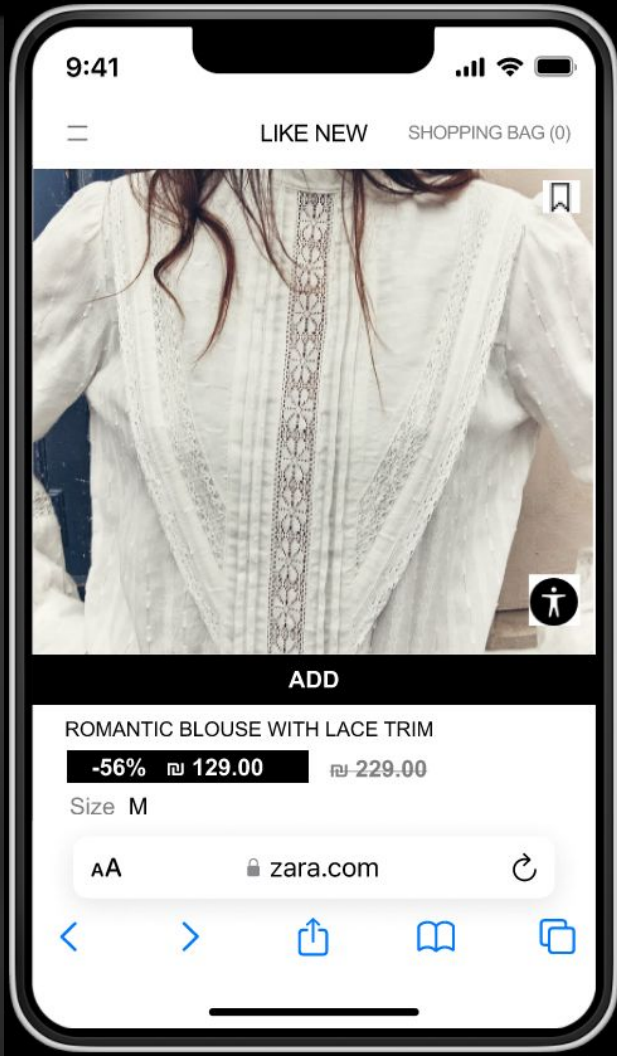 9:41
LIKE NEW SHOPPING BAG (0)
ADD
ROMANTIC BLOUSE WITH LACE TRIM
-56% ₪ 129.00 ₪ 229.00
Size M
AA zara.com